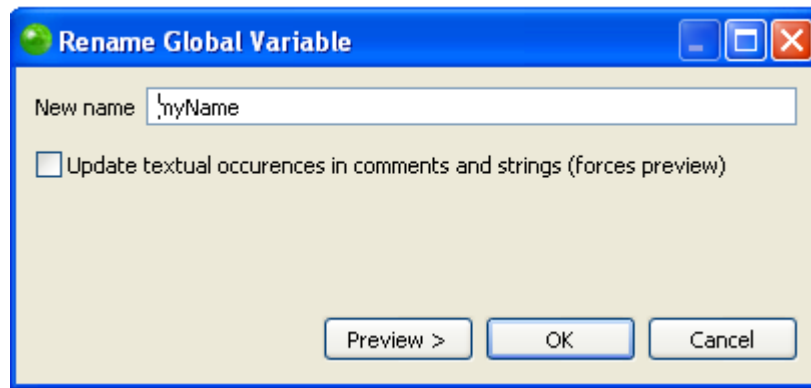 Rename Global Variable
New name myName
Update textual occurences in comments and strings (forces preview)
Preview > OK Cancel